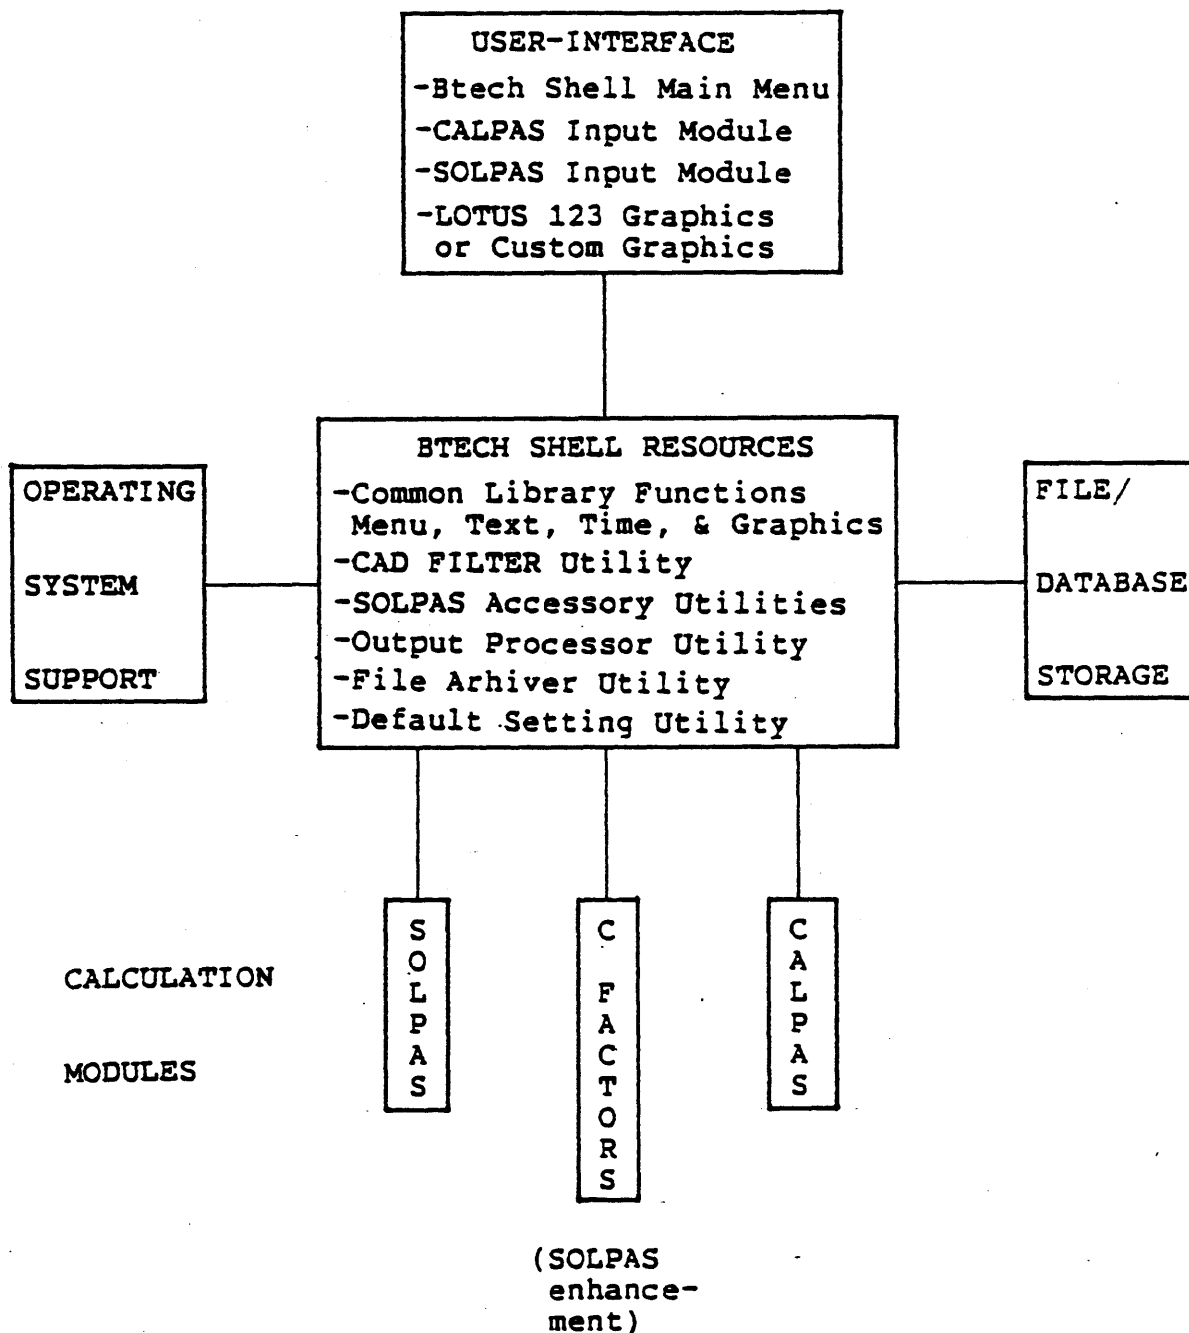 USER-INTERFACE
-Btech Shell Main Menu
-CALPAS Input Module
-SOLPAS Input Module
-LOTUS 123 Graphics
or Custom Graphics
BTECH SHELL RESOURCES
-Common Library Functions
Menu, Text, Time, & Graphics
-CAD FILTER Utility
-SOLPAS Accessory Utilities
-Output Processor Utility
-File Arhiver Utility
-Default Setting Utility
OPERATING
SYSTEM
SUPPORT
FILE/
DATABASE
STORAGE
CALCULATION
MODULES
SOLPAS
C FACTORS
CALPAS
(SOLPAS
enhance-
ment)